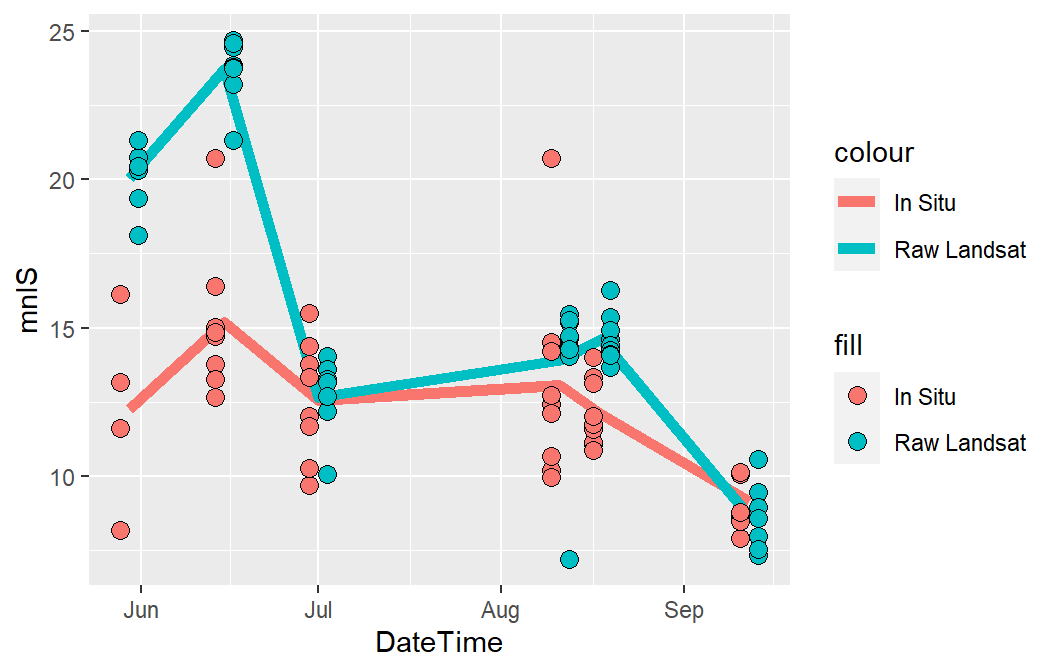 25
20
15
10
mnIS
Jun
Jul
Aug
Sep
DateTime
colour
In Situ
Raw Landsat
fill
In Situ
Raw Landsat